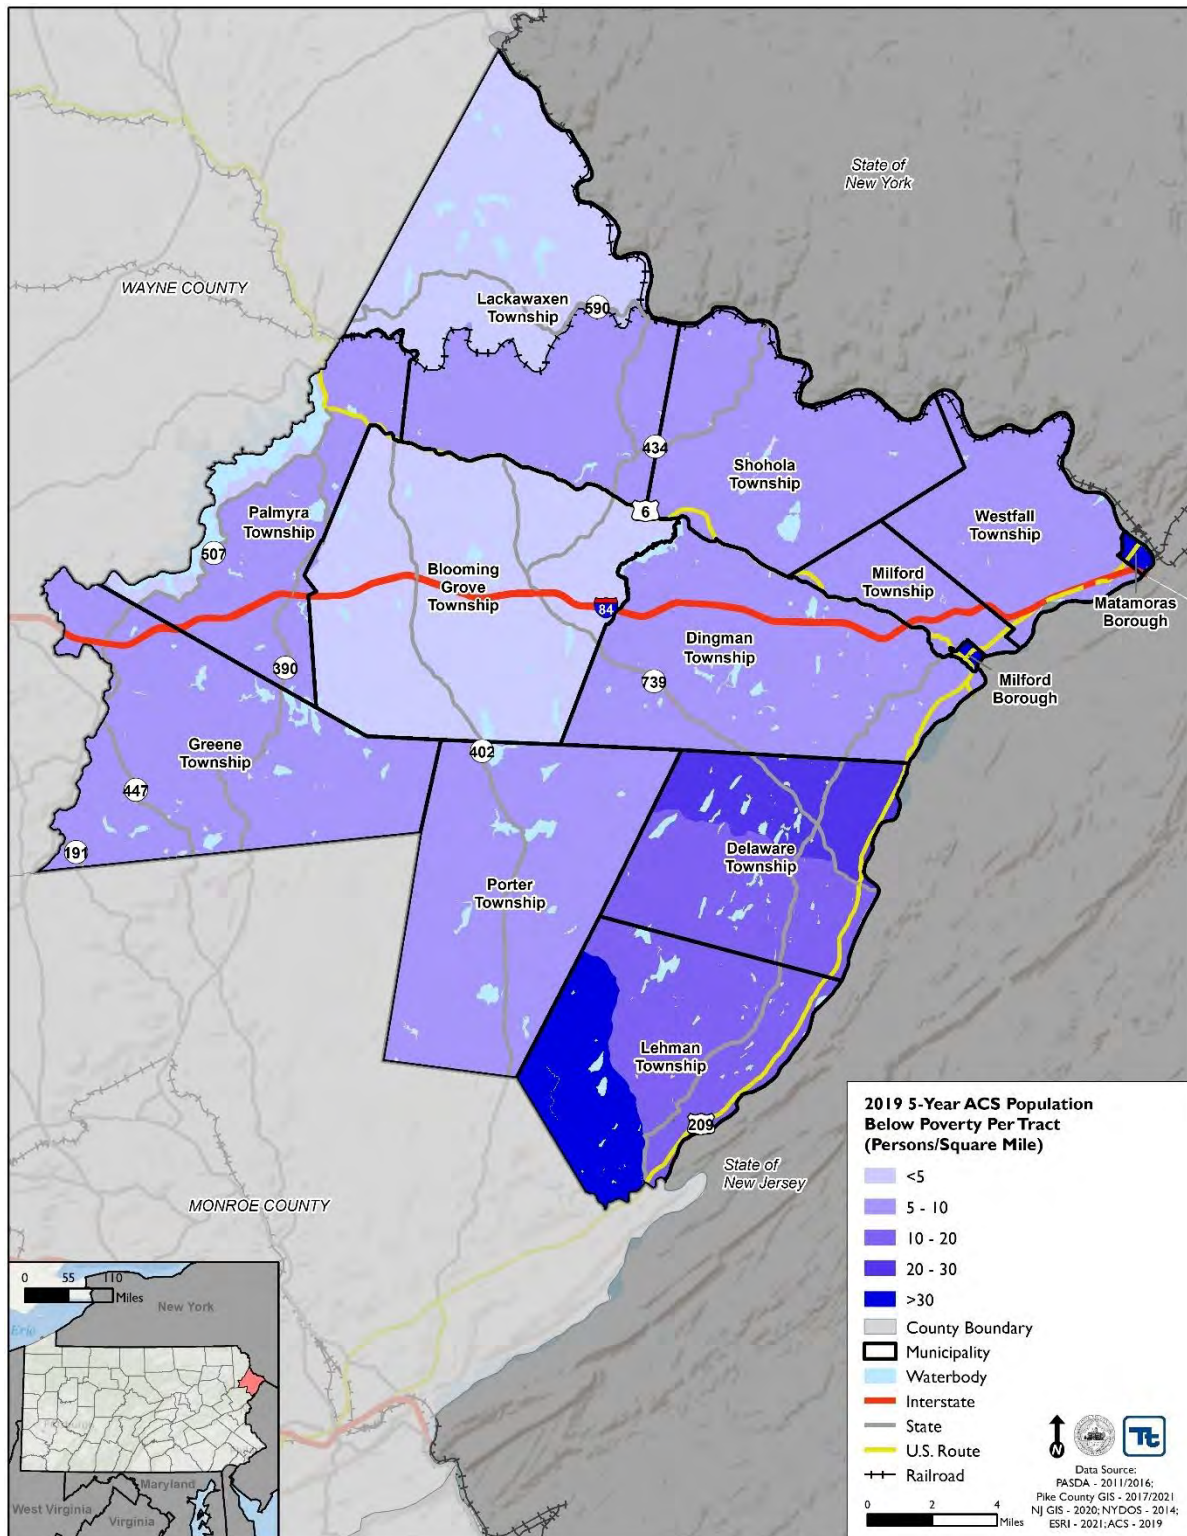 State of
New York
WAYNE COUNTY
Lackawaxen
Township
590
434
Shohola
Township
6
Westfall
Township
Palmyra
Township
507
Blooming
Grove
Township
84
Milford
Township
Matamoras
Borough
Dingman
Township
Milford
Borough
390
739
Greene
Township
402
447
191
Delaware
Township
Porter
Township
Lehman
Township
209
State of
New Jersey
MONROE COUNTY
2019 5-Year ACS Population
Below Poverty Per Tract
(Persons/Square Mile)
<5
5 - 10
10 - 20
20 - 30
>30
County Boundary
Municipality
Waterbody
Interstate
State
U.S. Route
Railroad
N
Tt
Data Source:
PASDA - 2011/2016;
Pike County GIS - 2017/2021
NJ GIS - 2020; NYDOS - 2014;
ESRI - 2021; ACS - 2019
0 2 4
Miles
0 55 110
Miles
New York
Erie
Maryland
West Virginia
Virginia